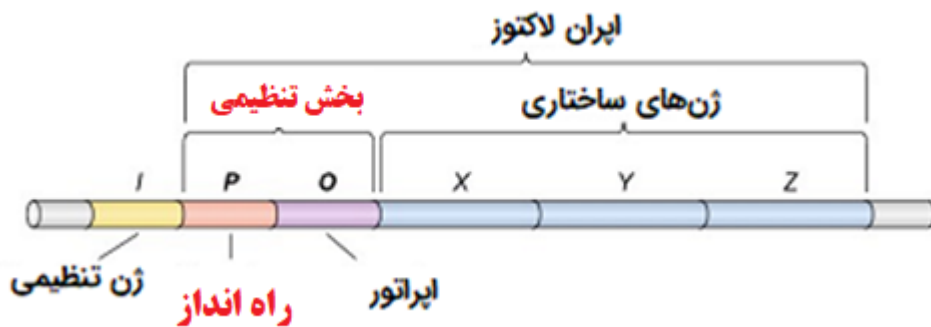 اپران لاکتوز
بخش تنظیمی
ژن‌های ساختاری
I P O X Y Z
ژن تنظیمی
راه انداز
اپراتور